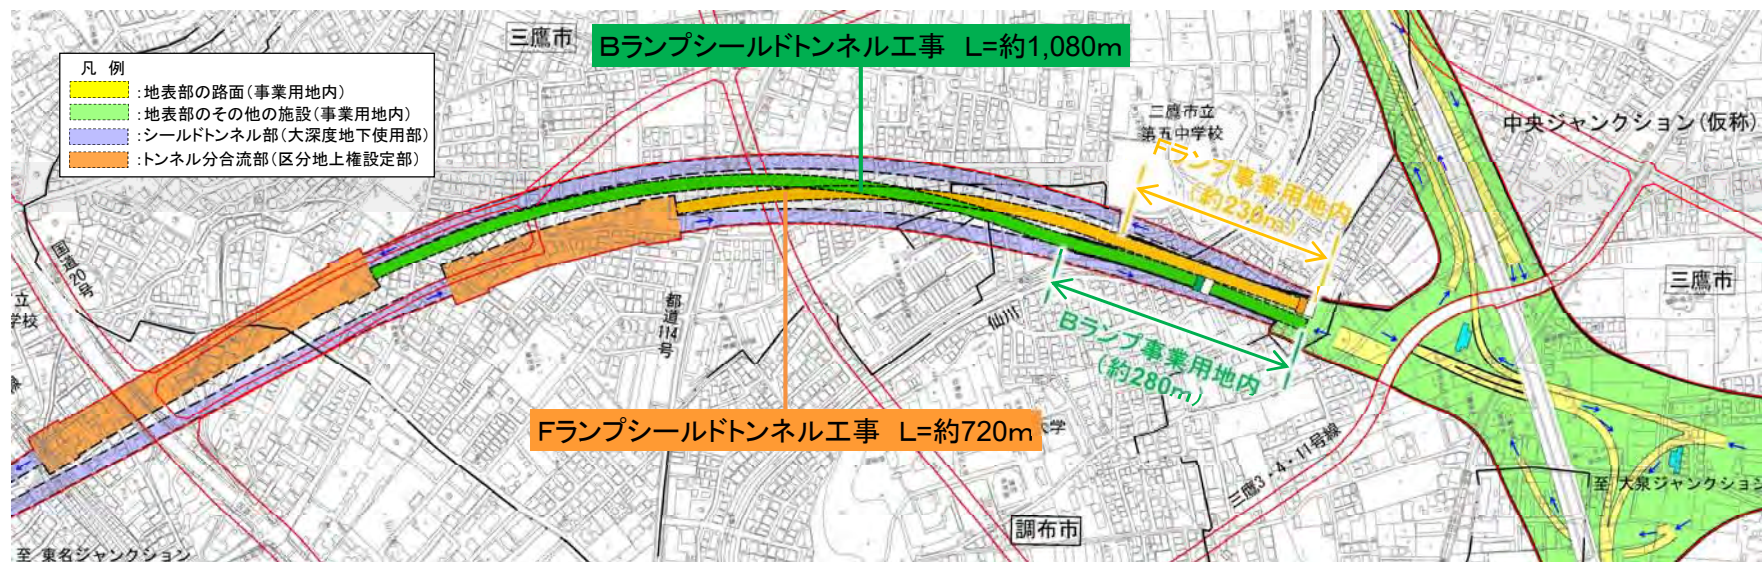 三鷹市
Bランプシールドトンネル工事 L=約1,080m
凡 例
:地表部の路面(事業用地内)
:地表部のその他の施設(事業用地内)
:シールドトンネル部(大深度地下使用部)
:トンネル分合流部(区分地上権設定部)
三鷹市立
第五中学校
中央ジャンクション(仮称)
Fランプ事業用地内
(約230m)
国道20号
立
学校
都道114号
仙川
三鷹市
Bランプ事業用地内
(約280m)
Fランプシールドトンネル工事 L=約720m
学
三鷹3・4・11号線
至 大泉ジャンクション
調布市
至 東名ジャンクション